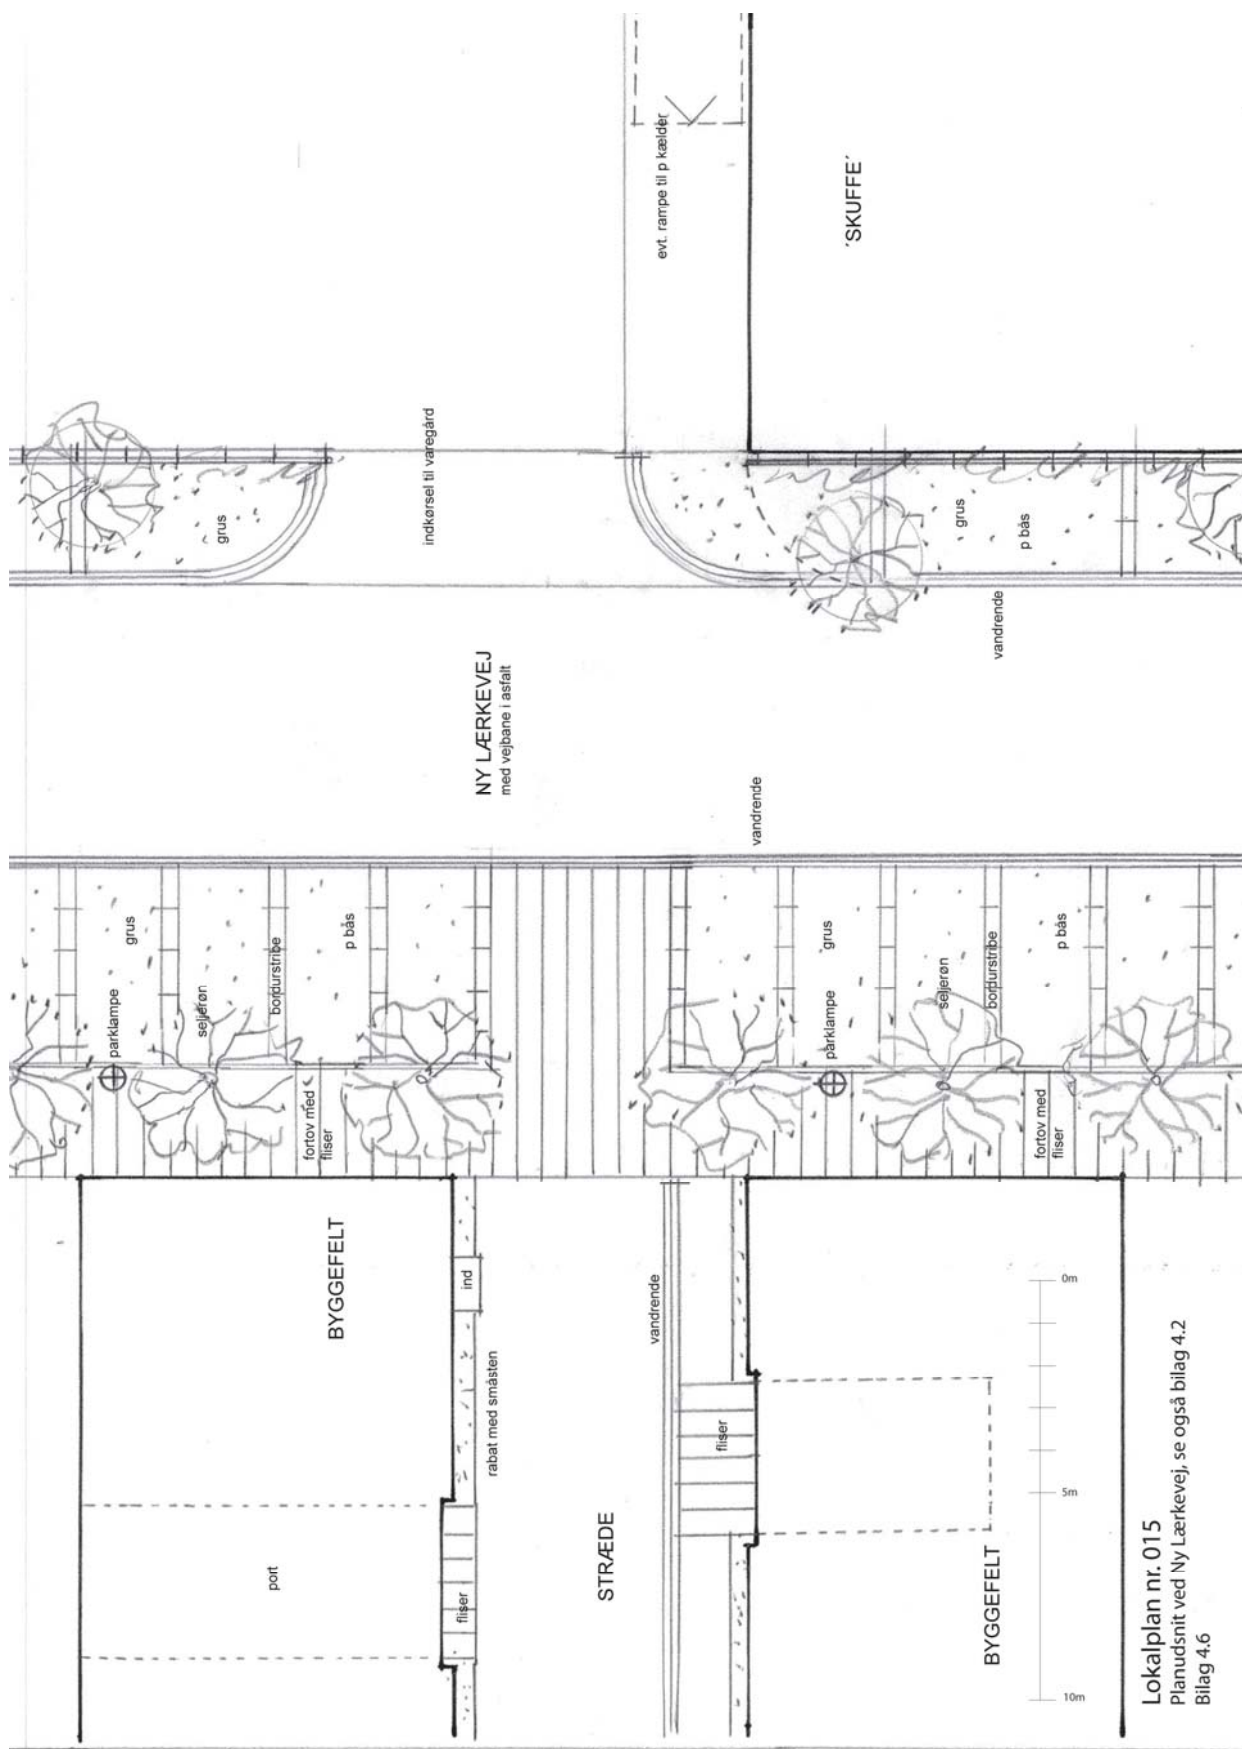 evt. rampe til p kælder
´SKUFFE´
grus
indkørsel til varegård
grus
p bås
vandrende
NY LÆRKEVEJ
med vejbane i asfalt
vandrende
grus
p bås
bordurstribe
seljerøn
parklampe
fortov med
fliser
grus
p bås
bordurstribe
seljerøn
parklampe
fortov med
fliser
BYGGEFELT
ind
rabat med småsten
port
fliser
STRÆDE
vandrende
fliser
BYGGEFELT
0m
5m
10m
Lokalplan nr. 015
Planudsnit ved Ny Lærkevej, se også bilag 4.2
Bilag 4.6